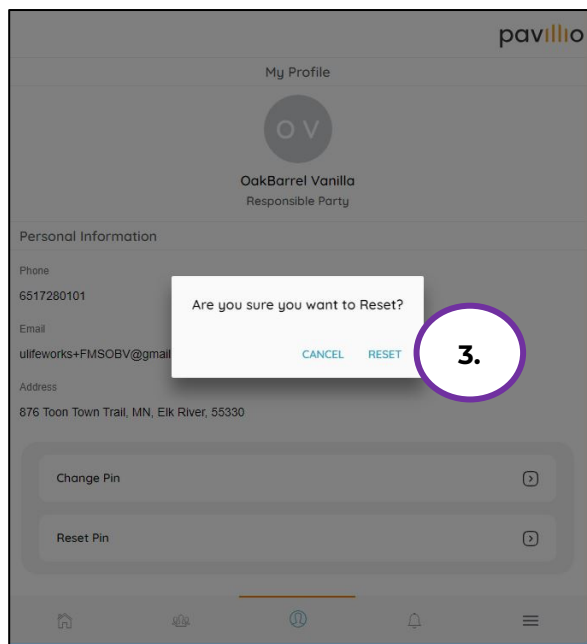 pavillio
My Profile
O V
OakBarrel Vanilla
Responsible Party
Personal Information
Phone
6517280101
Are you sure you want to Reset?
Email
ulifeworks+FMSOBV@gmail
CANCEL RESET
3.
Address
876 Toon Town Trail, MN, Elk River, 55330
Change Pin
Reset Pin